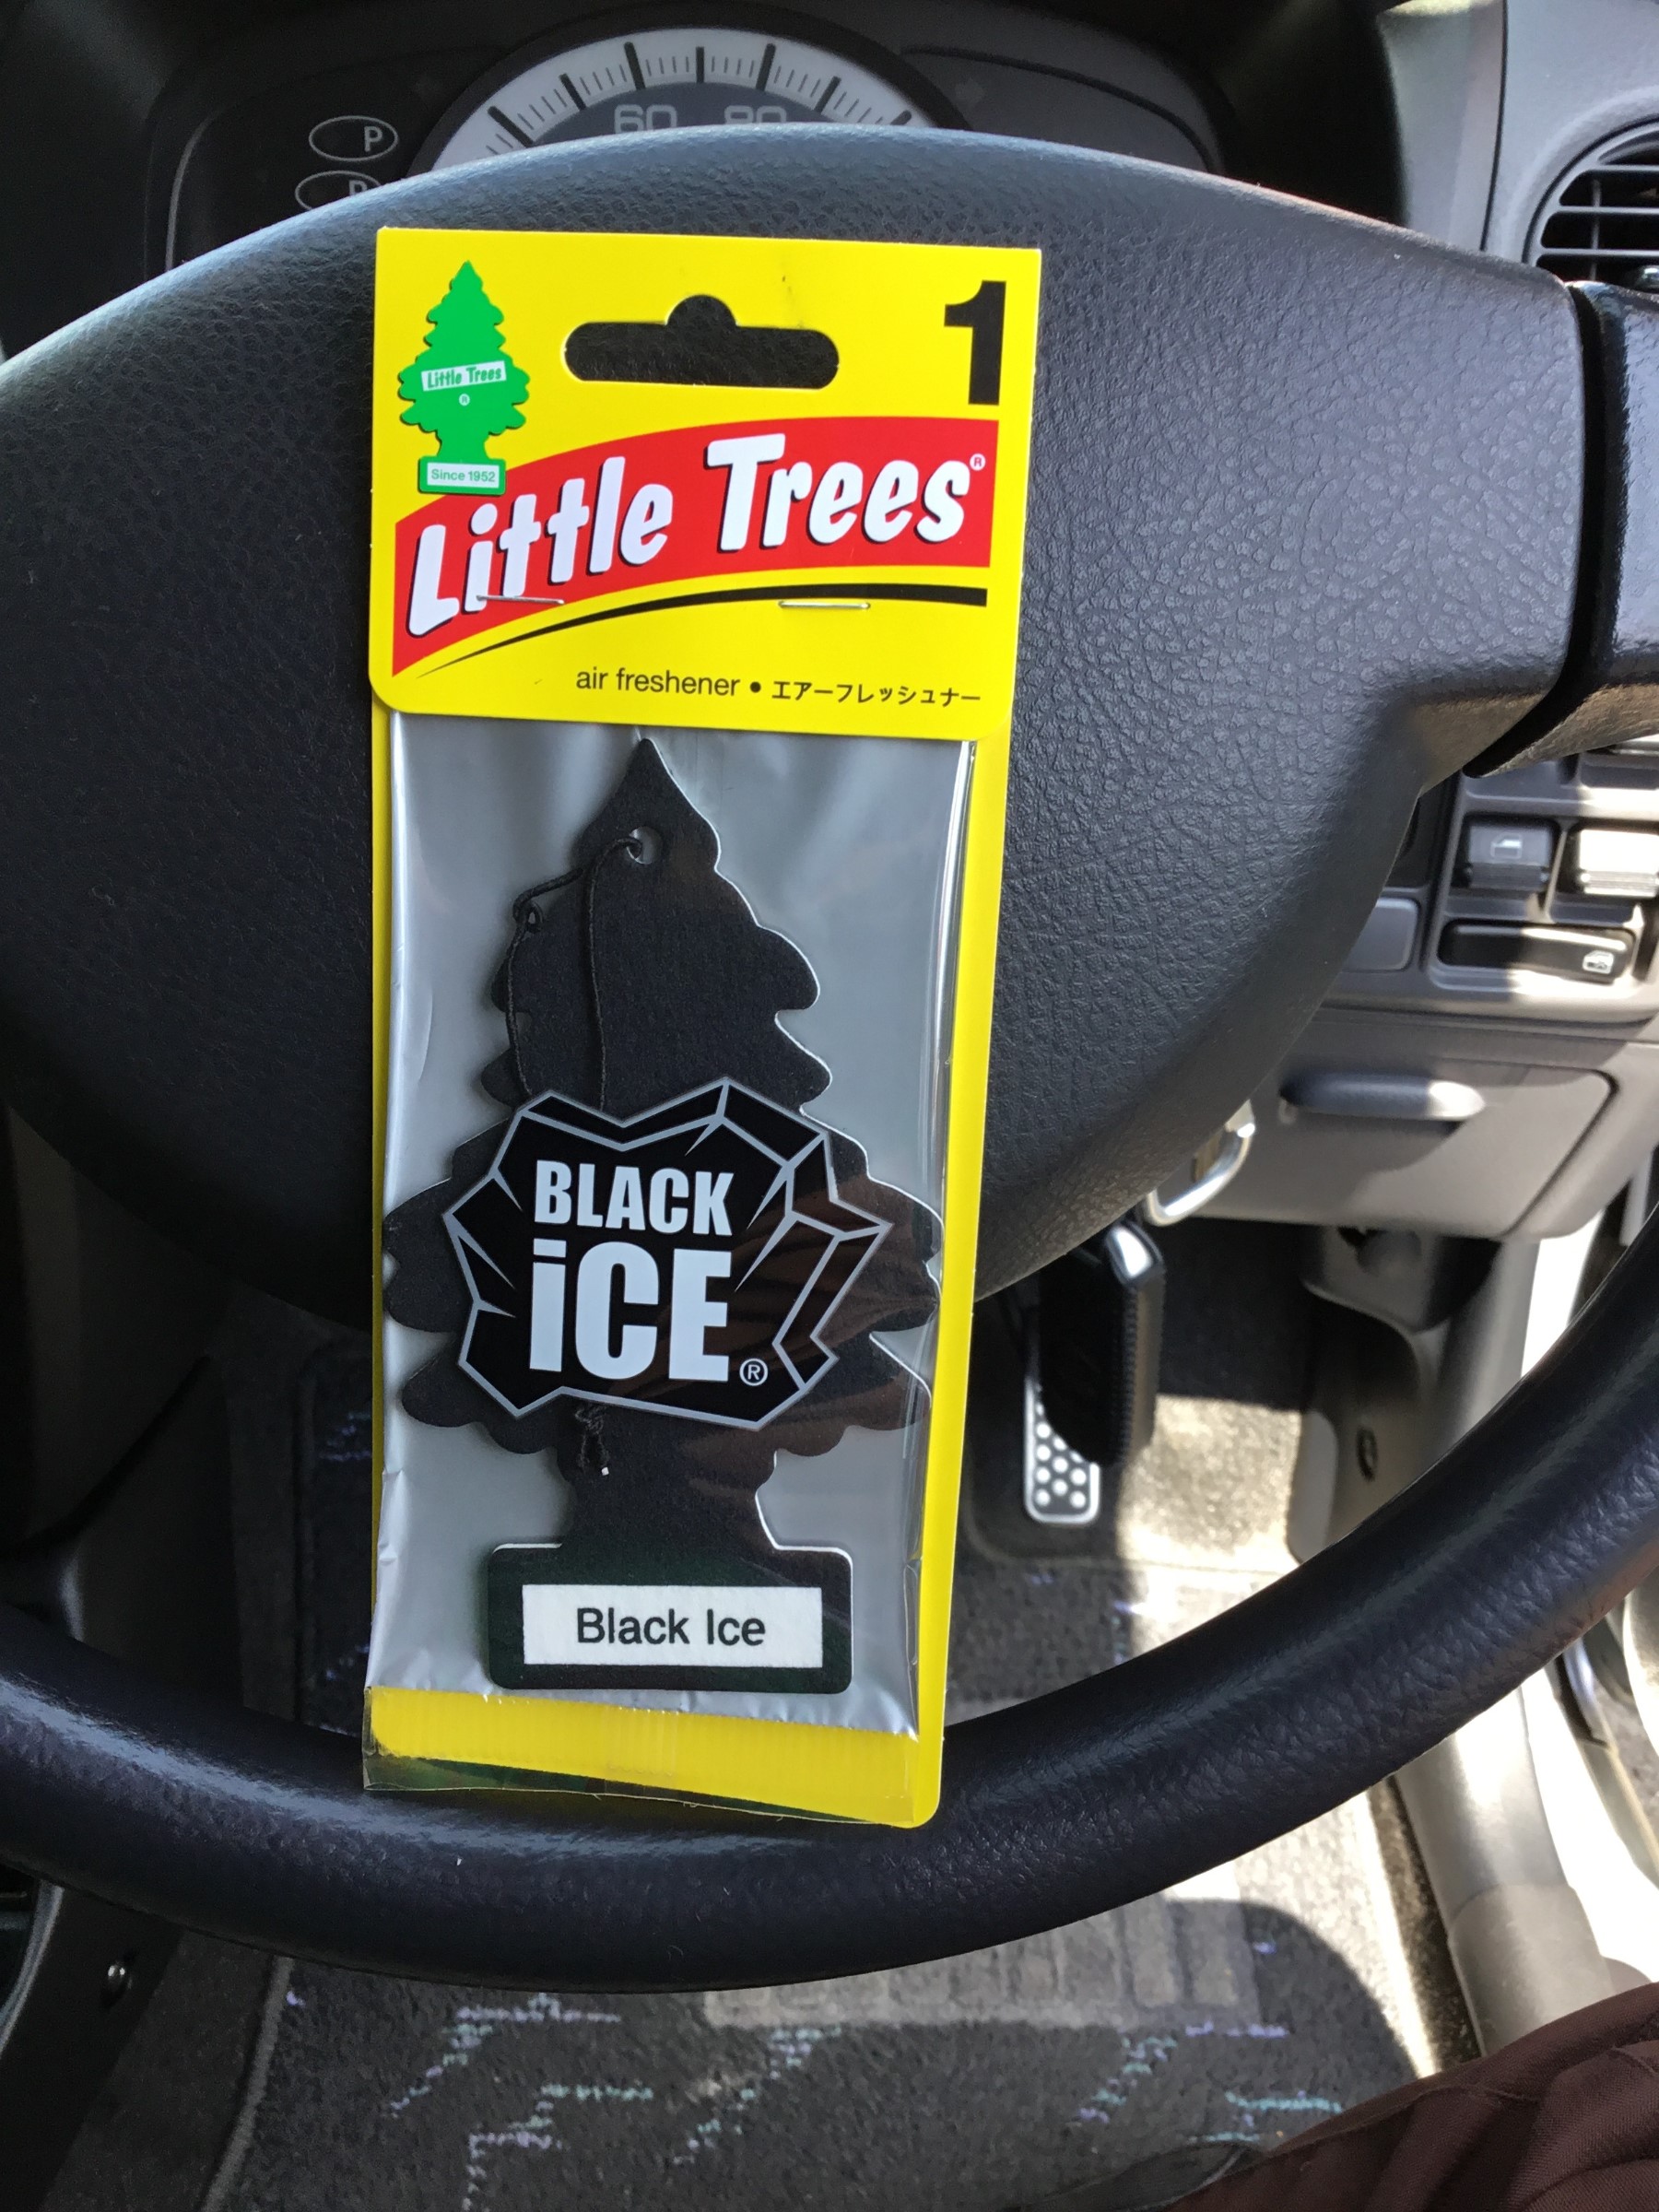 P
R
60 80
1
Little Trees
®
Since 1952
Little Trees®
air freshener • エアーフレッシュナー
BLACK
iCE®
Black Ice